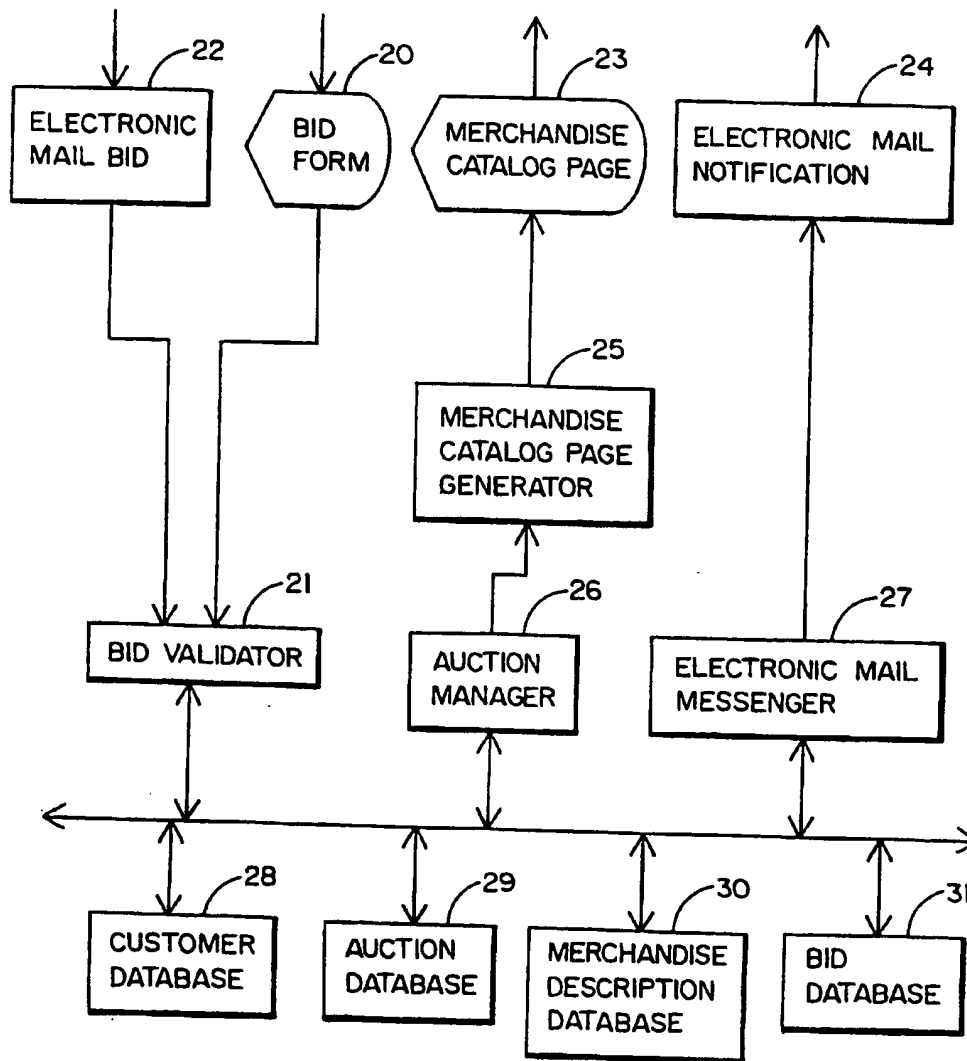 22
20
23
24
ELECTRONIC
MAIL BID
BID
FORM
MERCHANDISE
CATALOG PAGE
ELECTRONIC MAIL
NOTIFICATION
25
MERCHANDISE
CATALOG PAGE
GENERATOR
21
26
27
BID VALIDATOR
AUCTION
MANAGER
ELECTRONIC MAIL
MESSENGER
28
29
30
31
CUSTOMER
DATABASE
AUCTION
DATABASE
MERCHANDISE
DESCRIPTION
DATABASE
BID
DATABASE